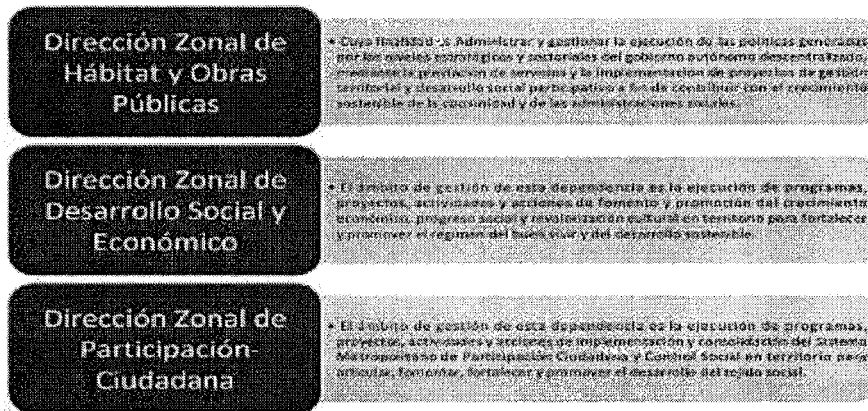 Dirección Zonal de
Hábitat y Obras
Públicas
• Cuya finalidad es Administrar y gestionar la ejecución de las políticas generadas
por los niveles estratégicos y sectoriales del gobierno autónomo descentralizado,
mediante la prestación de servicios y la implementación de proyectos de gestión
territorial y desarrollo social participativo a fin de contribuir con el crecimiento
sostenible de la comunidad y de las administraciones zonales.
Dirección Zonal de
Desarrollo Social y
Económico
• El ámbito de gestión de esta dependencia es la ejecución de programas,
proyectos, actividades y acciones de fomento y promoción del crecimiento
económico, progreso social y revalorización cultural en territorio para fortalecer
y promover el régimen del buen vivir y del desarrollo sostenible.
Dirección Zonal de
Participación-
Ciudadana
• El ámbito de gestión de esta dependencia es la ejecución de programas,
proyectos, actividades y acciones de implementación y consolidación del Sistema
Metropolitano de Participación Ciudadana y Control Social en territorio para
articular, fomentar, fortalecer y promover el desarrollo del tejido social.